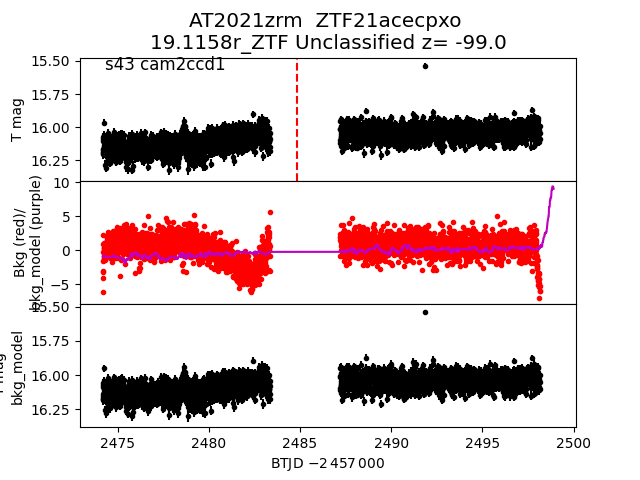 AT2021zrm  ZTF21acecpxo
19.1158r_ZTF Unclassified z= -99.0
s43 cam2ccd1
T mag
15.50
15.75
16.00
16.25
Bkg (red)/
bkg_model (purple)
10
5
0
−5
bkg_model
15.50
15.75
16.00
16.25
2475 2480 2485 2490 2495 2500
BTJD −2 457 000